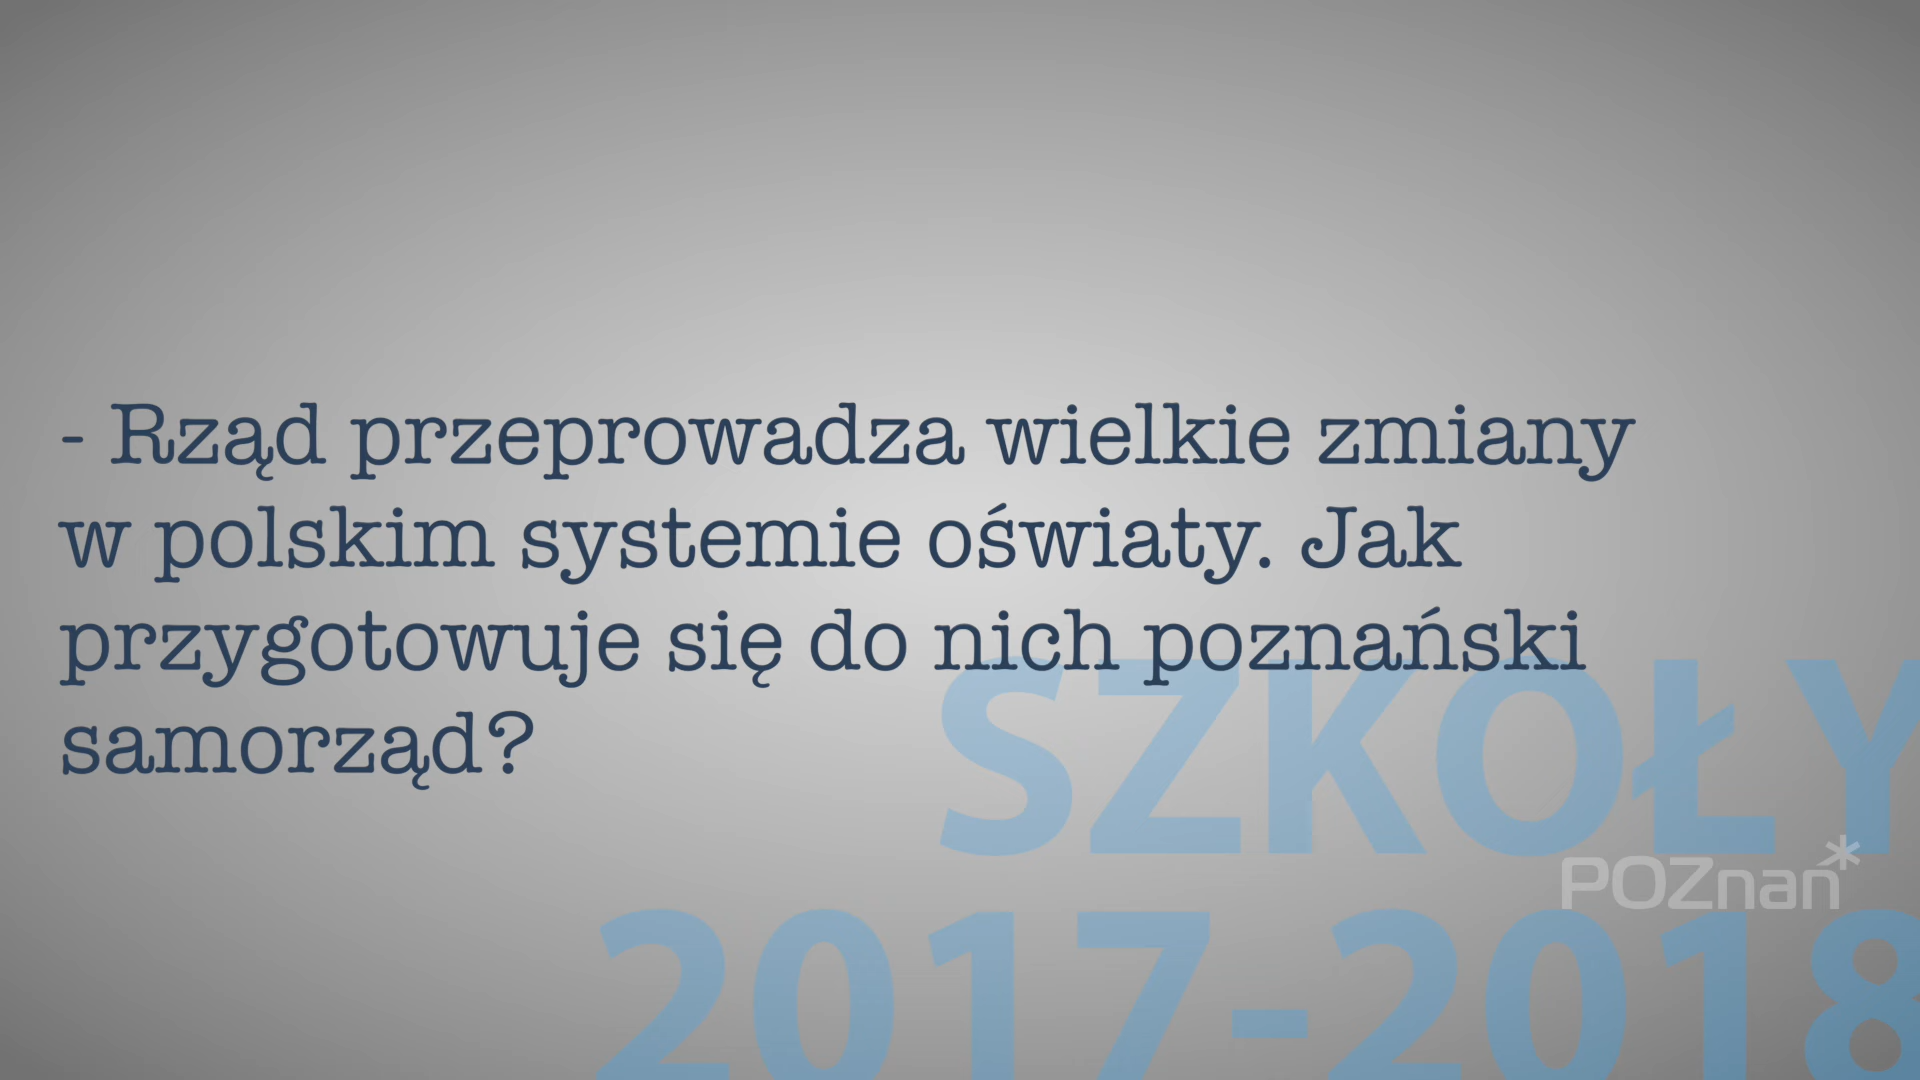 - Rząd przeprowadza wielkie zmiany
w polskim systemie oświaty. Jak
przygotowuje się do nich poznański
samorząd?
SZKOŁY
POZnan*
2017-2018